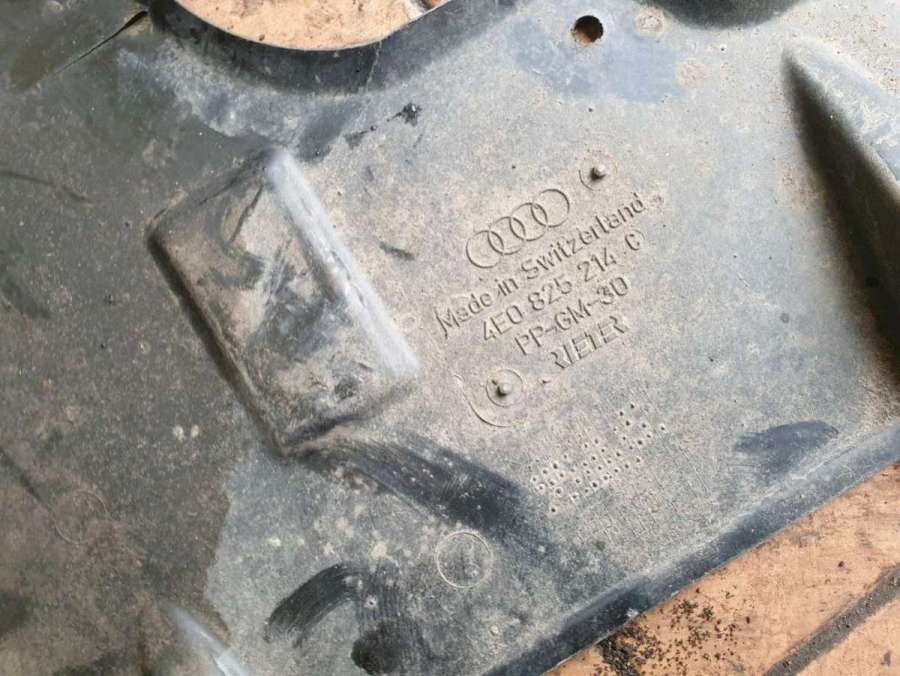 Made in Switzerland
4E0 825 214 C
PP-GM-30
RIETER